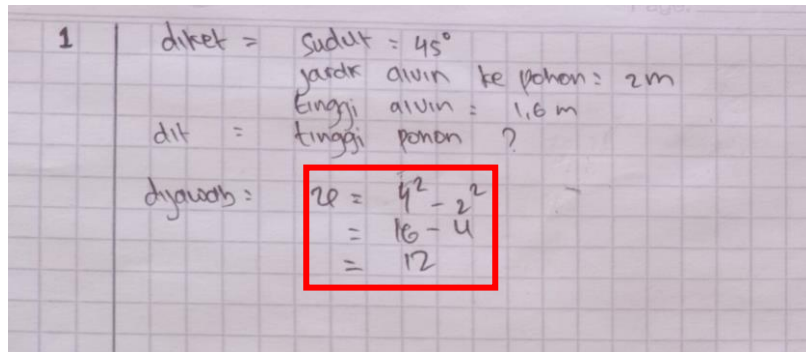 1 diket = sudut = 45°
jarak alvin ke pohon = 2m
tinggi alvin = 1,6 m
dit = tinggi pohon ?
dijawab = x = 4² - 2²
= 16 - 4
= 12